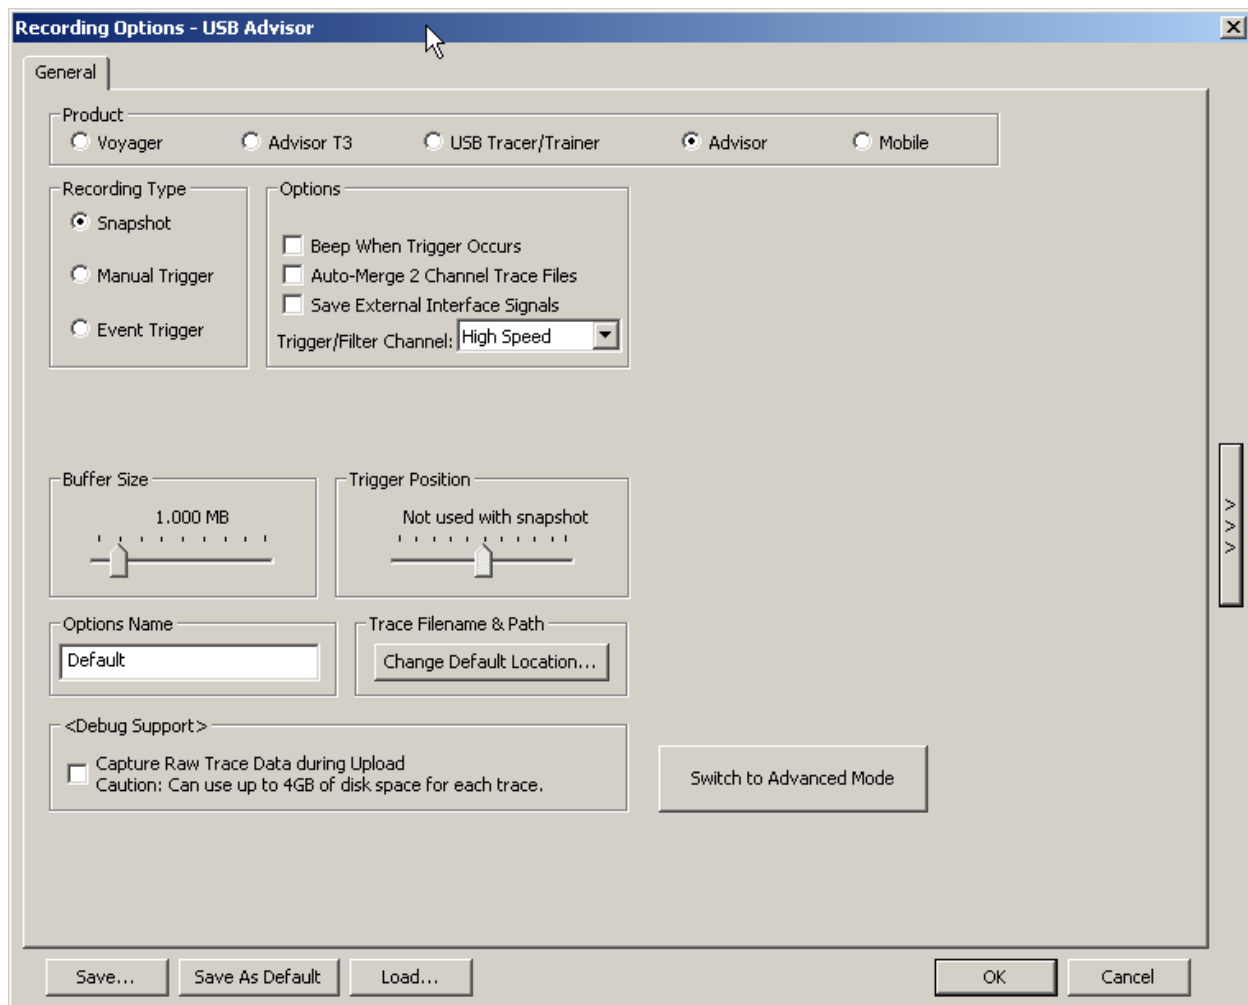 Recording Options - USB Advisor
General
Product
Voyager Advisor T3 USB Tracer/Trainer Advisor Mobile
Recording Type
Snapshot
Manual Trigger
Event Trigger
Options
Beep When Trigger Occurs
Auto-Merge 2 Channel Trace Files
Save External Interface Signals
Trigger/Filter Channel: High Speed
Buffer Size
1.000 MB
Trigger Position
Not used with snapshot
>
>
>
Options Name
Default
Trace Filename & Path
Change Default Location...
<Debug Support>
Capture Raw Trace Data during Upload
Caution: Can use up to 4GB of disk space for each trace.
Switch to Advanced Mode
Save... Save As Default Load... OK Cancel